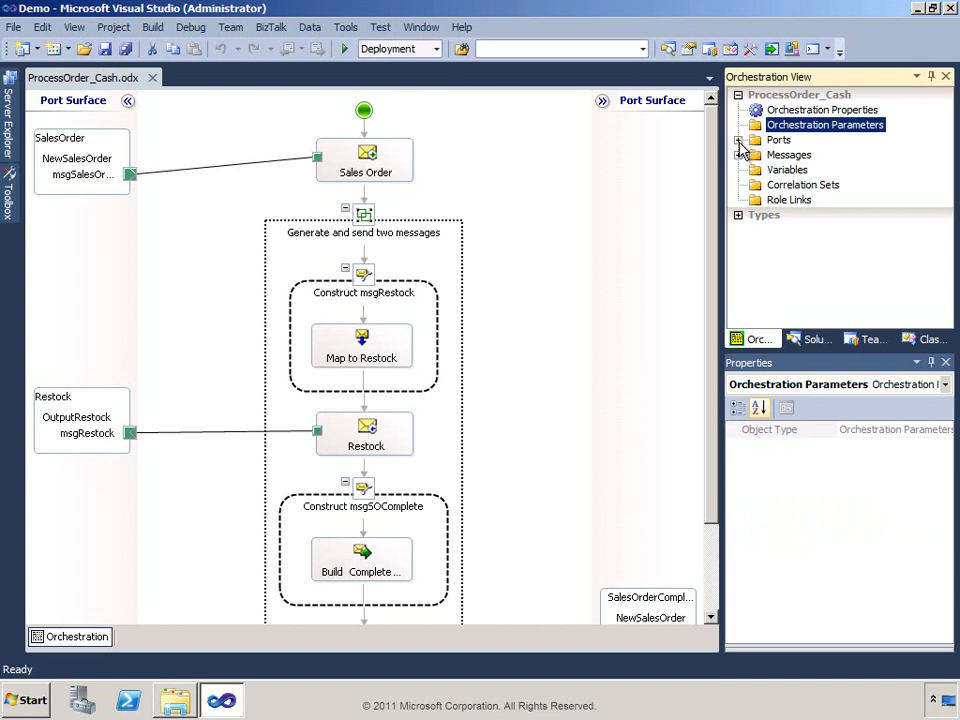 Demo - Microsoft Visual Studio (Administrator)
File Edit View Project Build Debug Team BizTalk Data Tools Test Window Help
Deployment
Server Explorer
Toolbox
ProcessOrder_Cash.odx
Port Surface
Port Surface
SalesOrder
NewSalesOrder
msgSalesOr...
Sales Order
Generate and send two messages
Construct msgRestock
Map to Restock
Restock
OutputRestock
msgRestock
Restock
Construct msgSOComplete
Build Complete ...
SalesOrderCompl...
NewSalesOrder
Orchestration
Orchestration View
ProcessOrder_Cash
Orchestration Properties
Orchestration Parameters
Ports
Messages
Variables
Correlation Sets
Role Links
Types
Orc... Solu... Tea... Clas...
Properties
Orchestration Parameters Orchestration
Object Type Orchestration Parameters
Ready
Start
© 2011 Microsoft Corporation. All Rights Reserved.